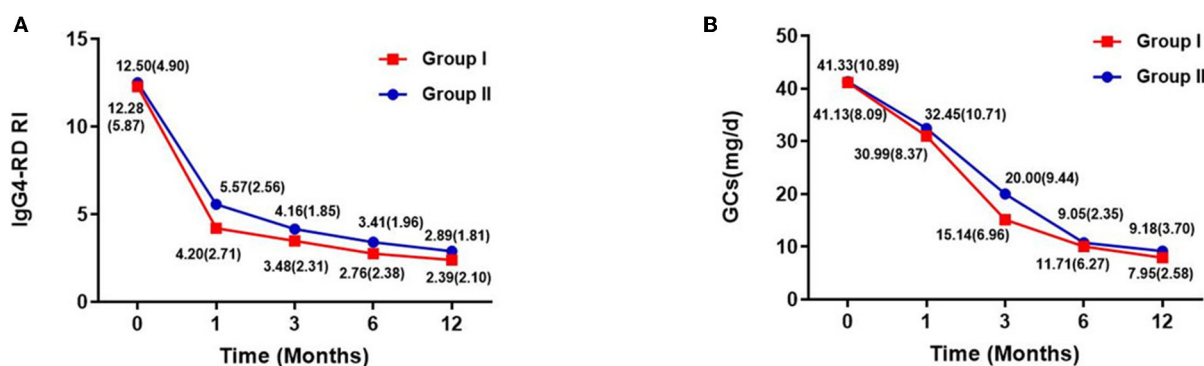 A
15
10
5
0
IgG4-RD RI
12.50(4.90)
12.28
(5.87)
5.57(2.56)
4.20(2.71)
4.16(1.85)
3.48(2.31)
3.41(1.96)
2.76(2.38)
2.89(1.81)
2.39(2.10)
Group I
Group II
0 1 3 6 12
Time (Months)
B
50
40
30
20
10
0
GCs(mg/d)
41.33(10.89)
41.13(8.09)
32.45(10.71)
30.99(8.37)
20.00(9.44)
15.14(6.96)
9.05(2.35)
11.71(6.27)
9.18(3.70)
7.95(2.58)
Group I
Group II
0 1 3 6 12
Time (Months)